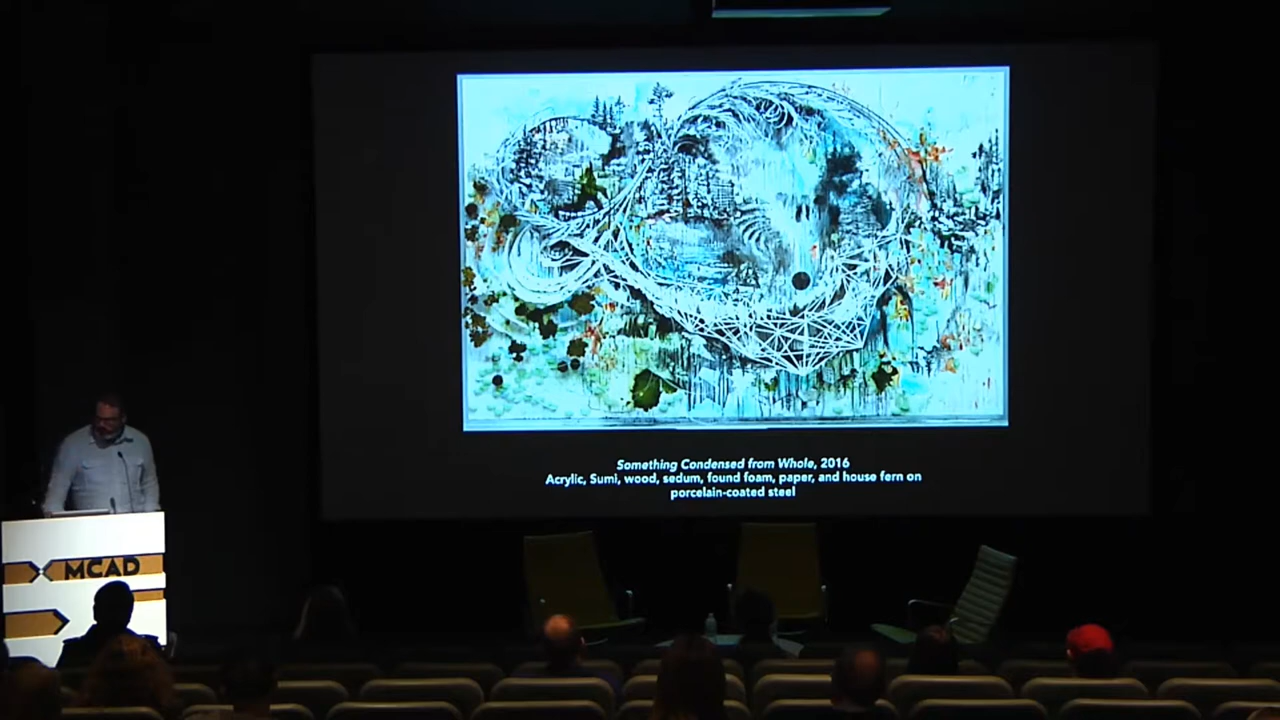 Something Condensed from Whole, 2016
Acrylic, Sumi, wood, sedum, found foam, paper, and house fern on
porcelain-coated steel
MCAD